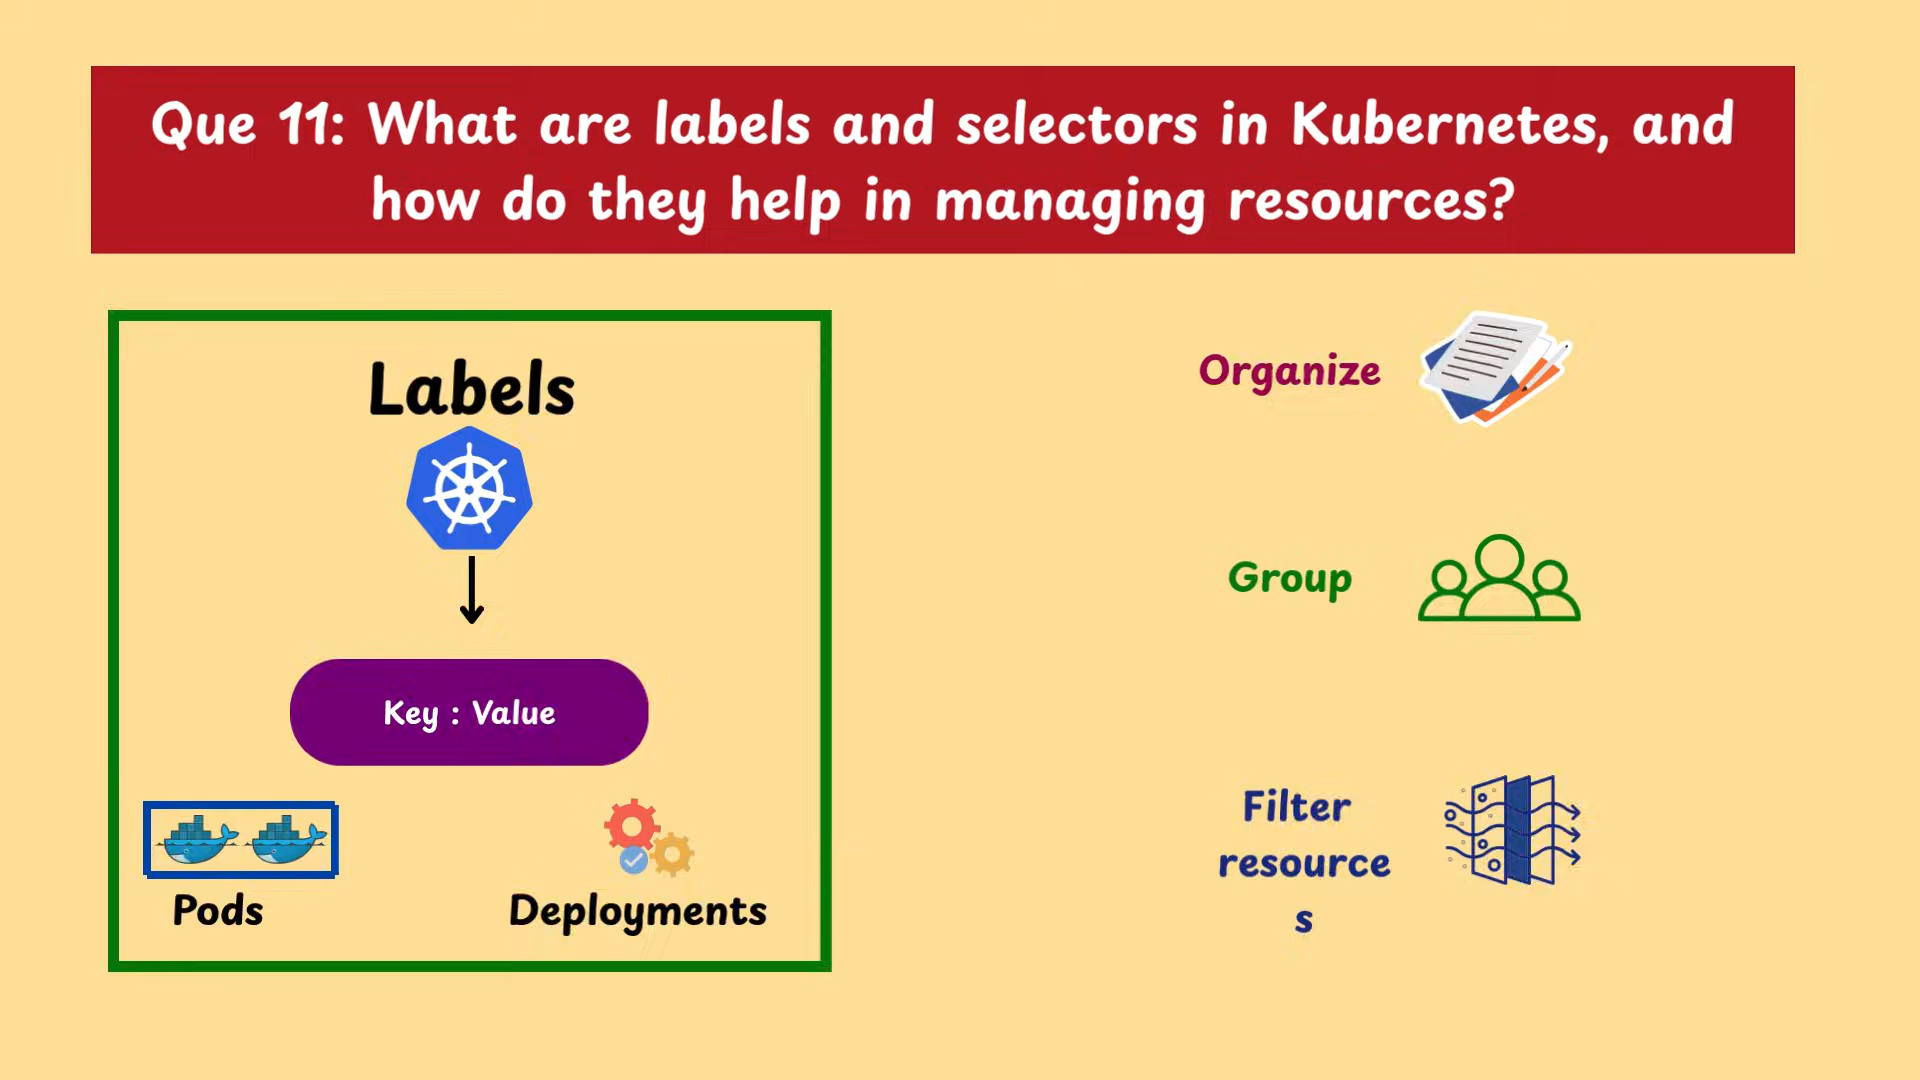 Que 11: What are labels and selectors in Kubernetes, and
how do they help in managing resources?
Labels
Key : Value
Pods
Deployments
Organize
Group
Filter
resource
s